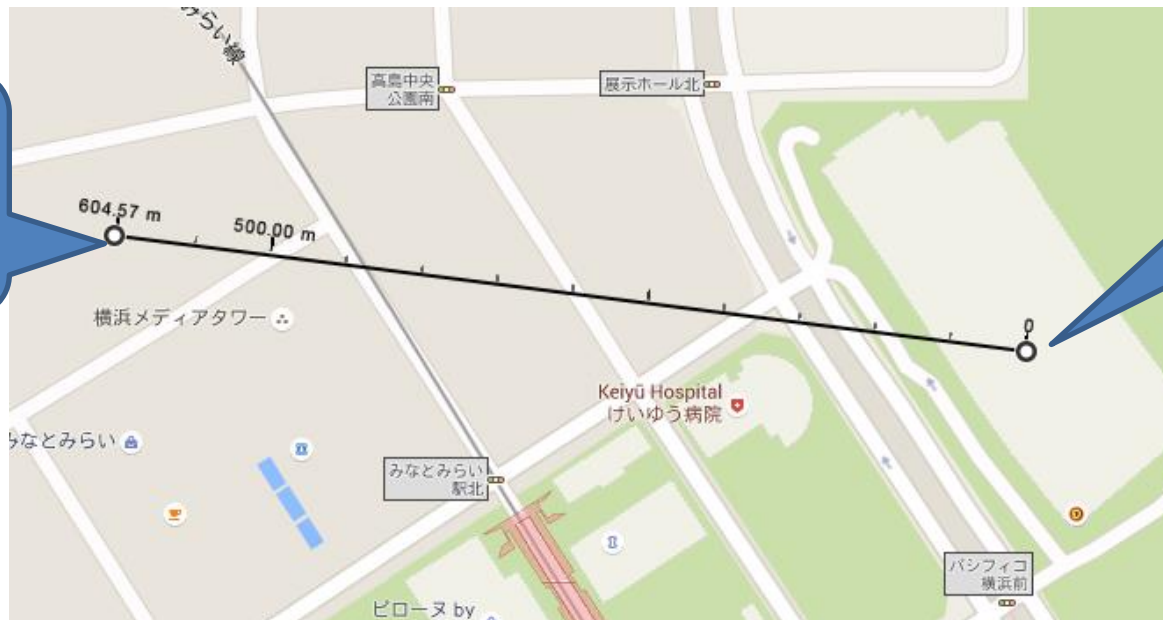 みらい線
高島中央
公園南
展示ホール北
604.57 m
500.00 m
0
横浜メディアタワー
Keiyū Hospital
けいゆう病院
みなとみらい
みなとみらい
駅北
パシフィコ
横浜前
ピローヌ by